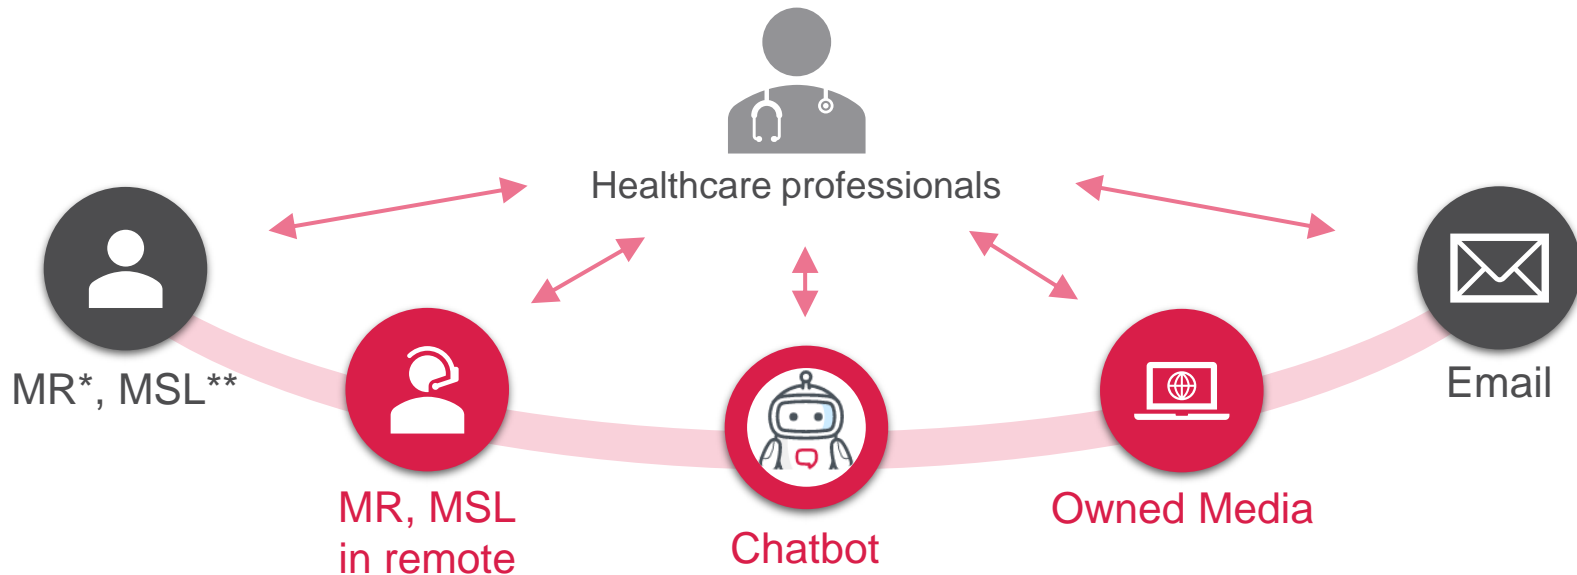 Healthcare professionals
MR*, MSL**
MR, MSL
in remote
Chatbot
Owned Media
Email